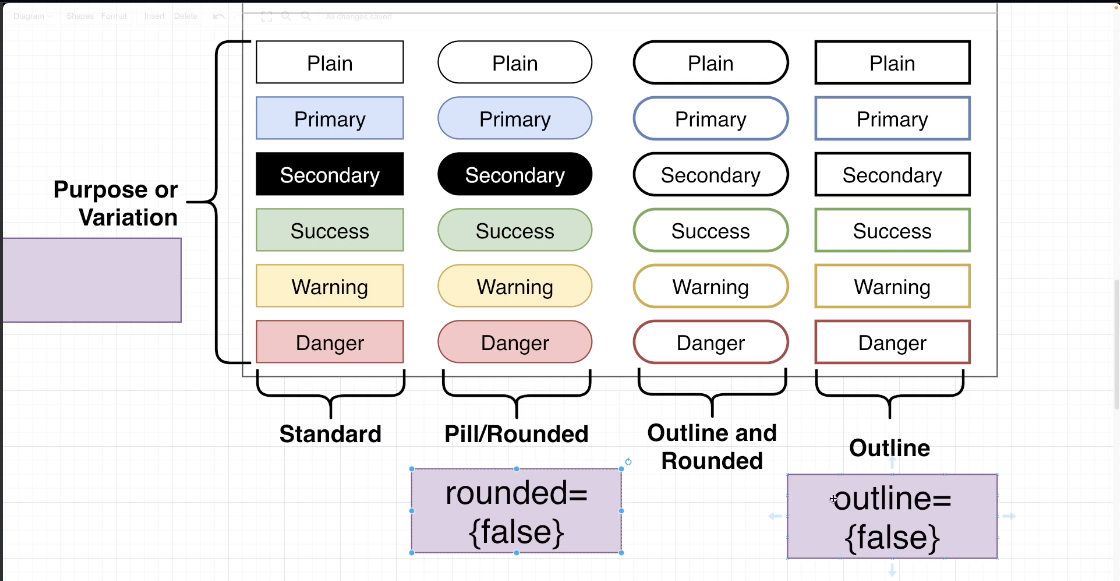 Diagram
Shapes
Format
Insert
Delete
All changes saved
Plain
Plain
Plain
Plain
Primary
Primary
Primary
Primary
Secondary
Secondary
Secondary
Secondary
Success
Success
Success
Success
Warning
Warning
Warning
Warning
Danger
Danger
Danger
Danger
Purpose or
Variation
Standard
Pill/Rounded
Outline and
Rounded
Outline
rounded=
{false}
outline=
{false}